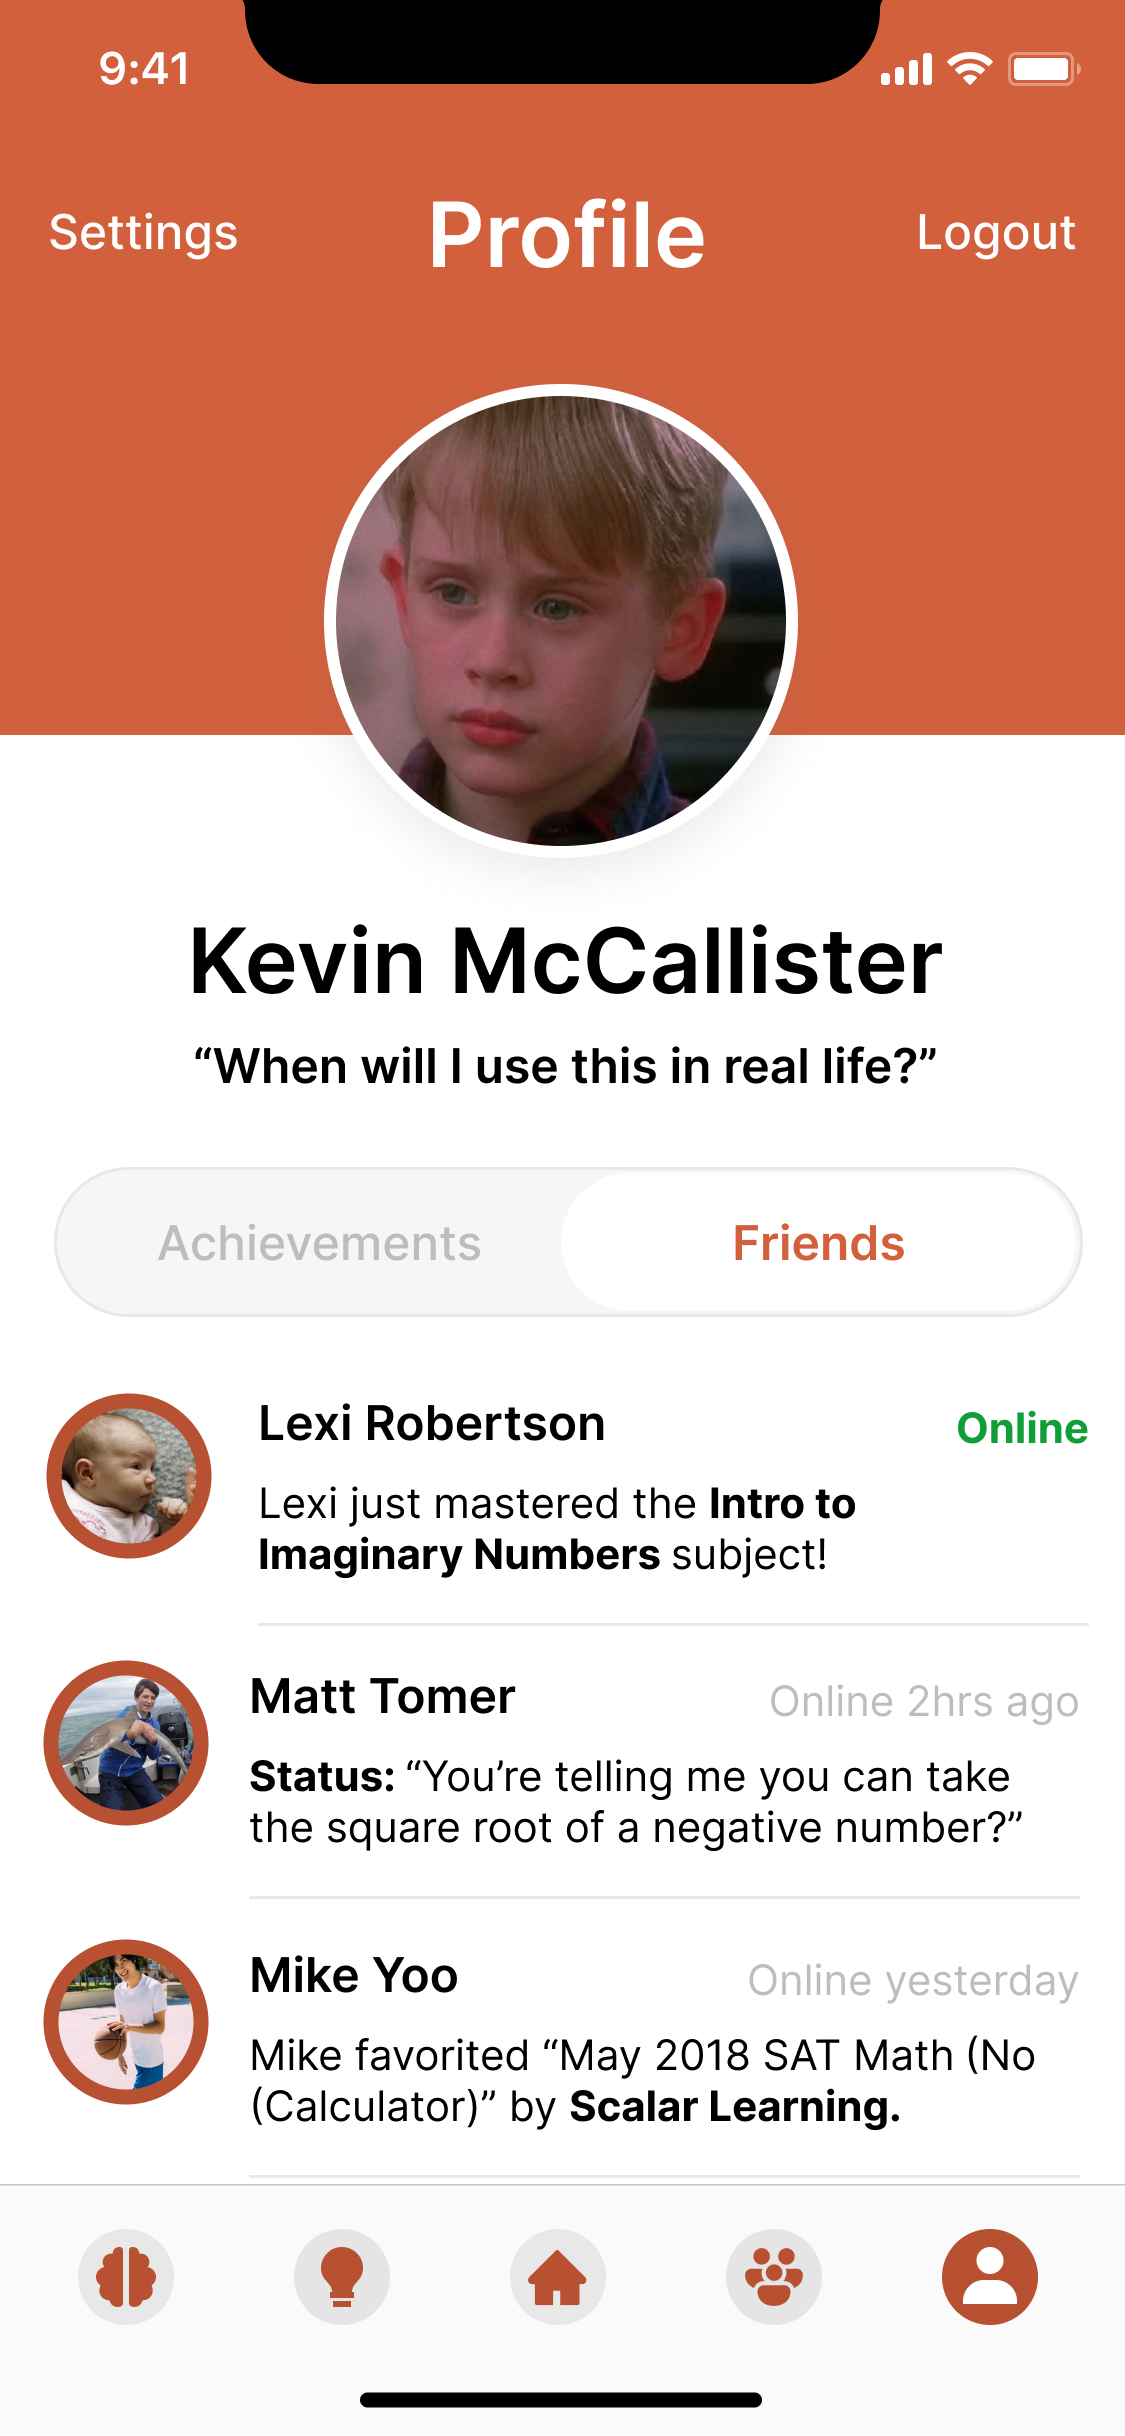 9:41
Settings
Profile
Logout
Kevin McCallister
“When will I use this in real life?”
Achievements
Friends
Lexi Robertson
Online
Lexi just mastered the Intro to
Imaginary Numbers subject!
Matt Tomer
Online 2hrs ago
Status: “You’re telling me you can take
the square root of a negative number?”
Mike Yoo
Online yesterday
Mike favorited “May 2018 SAT Math (No
(Calculator)” by Scalar Learning.